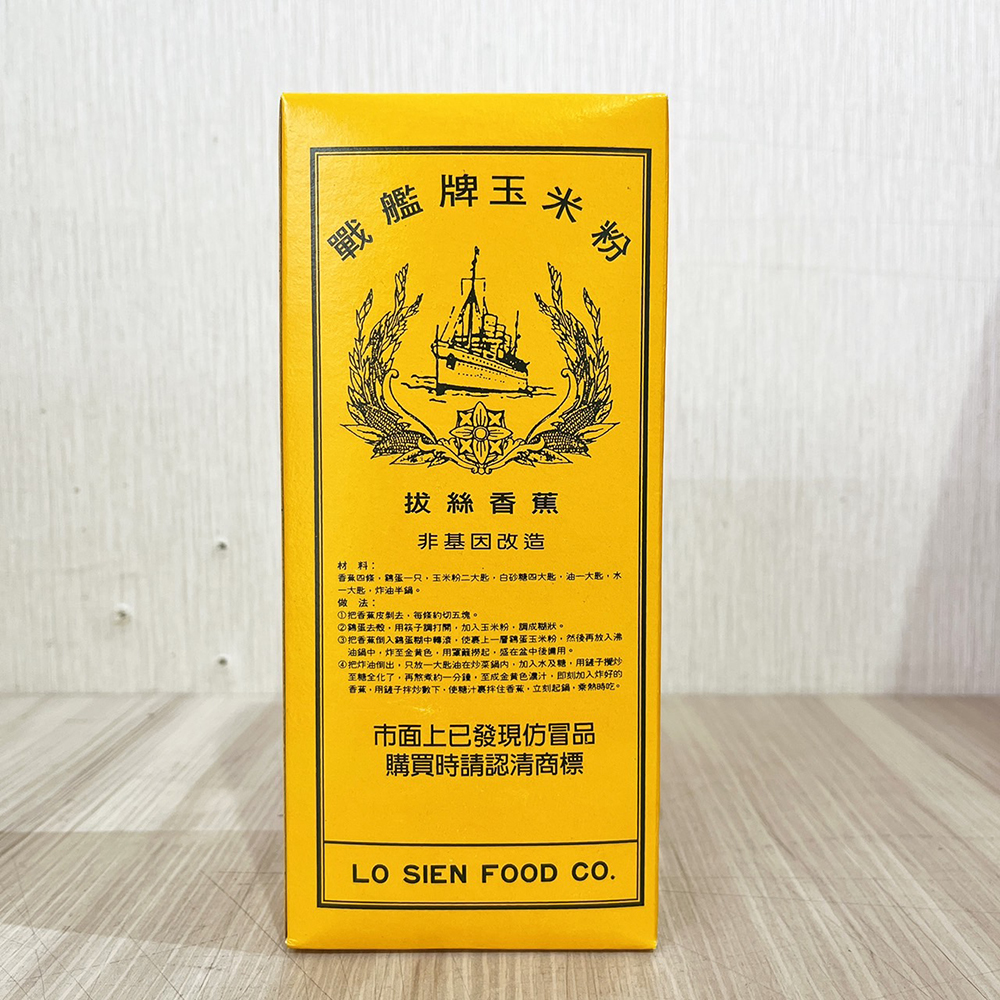 戰艦牌玉米粉
拔絲香蕉
非基因改造
材 料：
香蕉四條，鷄蛋一只，玉米粉二大匙，白砂糖四大匙，油一大匙，水
一大匙，炸油半鍋。
做 法：
①把香蕉皮剝去，每條約切五塊。
②鷄蛋去殼，用筷子調打開，加入玉米粉，調成糊狀。
③把香蕉倒入鷄蛋糊中轉滾，使裹上一層鷄蛋玉米粉，然後再放入沸
油鍋中，炸至金黃色，用罩籬撈起，盛在盆中後備用。
④把炸油倒出，只放一大匙油在炒菜鍋內，加入水及糖，用鏟子攪炒
至糖全化了，再熬煮約一分鐘，至成金黃色濃汁，即刻加入炸好的
香蕉，用鏟子拌炒數下，使糖汁裹拌住香蕉，立刻起鍋，乘熱時吃。
市面上已發現仿冒品
購買時請認清商標
LO SIEN FOOD CO.